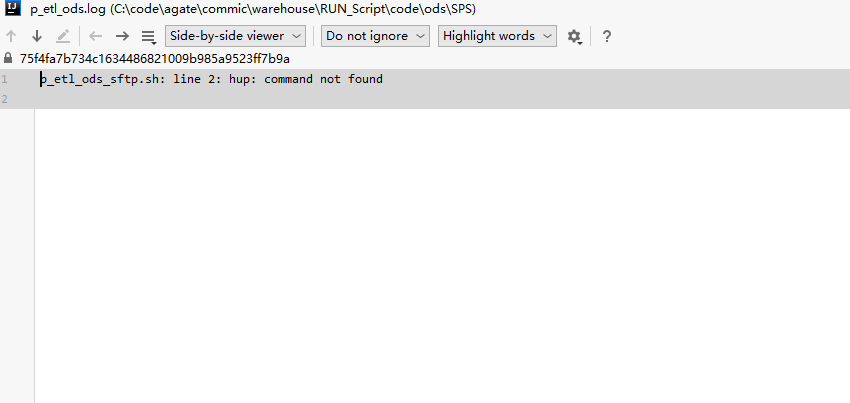 p_etl_ods.log (C:\code\agate\commic\warehouse\RUN_Script\code\ods\SPS)
Side-by-side viewer Do not ignore Highlight words ?
75f4fa7b734c1634486821009b985a9523ff7b9a
1 p_etl_ods_sftp.sh: line 2: hup: command not found
2